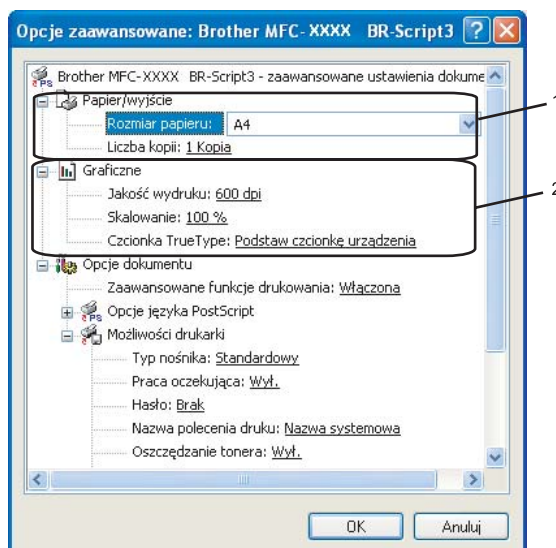 Opcje zaawansowane: Brother MFC-XXXX BR-Script3
Brother MFC-XXXX BR-Script3 - zaawansowane ustawienia dokume
Papier/wyjście
Rozmiar papieru: A4
1
Liczba kopii: 1 Kopia
Graficzne
Jakość wydruku: 600 dpi
2
Skalowanie: 100 %
Czcionka TrueType: Podstaw czcionkę urządzenia
Opcje dokumentu
Zaawansowane funkcje drukowania: Włączona
Opcje języka PostScript
Możliwości drukarki
Typ nośnika: Standardowy
Praca oczekująca: Wył.
Hasło: Brak
Nazwa polecenia druku: Nazwa systemowa
Oszczędzanie tonera: Wył.
OK Anuluj